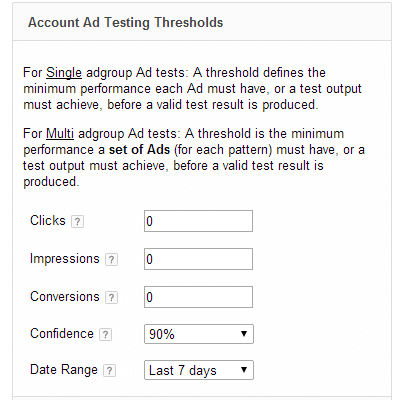 Account Ad Testing Thresholds
For Single adgroup Ad tests: A threshold defines the
minimum performance each Ad must have, or a test output
must achieve, before a valid test result is produced.
For Multi adgroup Ad tests: A threshold is the minimum
performance a set of Ads (for each pattern) must have, or a
test output must achieve, before a valid test result is
produced.
Clicks ? 0
Impressions ? 0
Conversions ? 0
Confidence ? 90%
Date Range ? Last 7 days